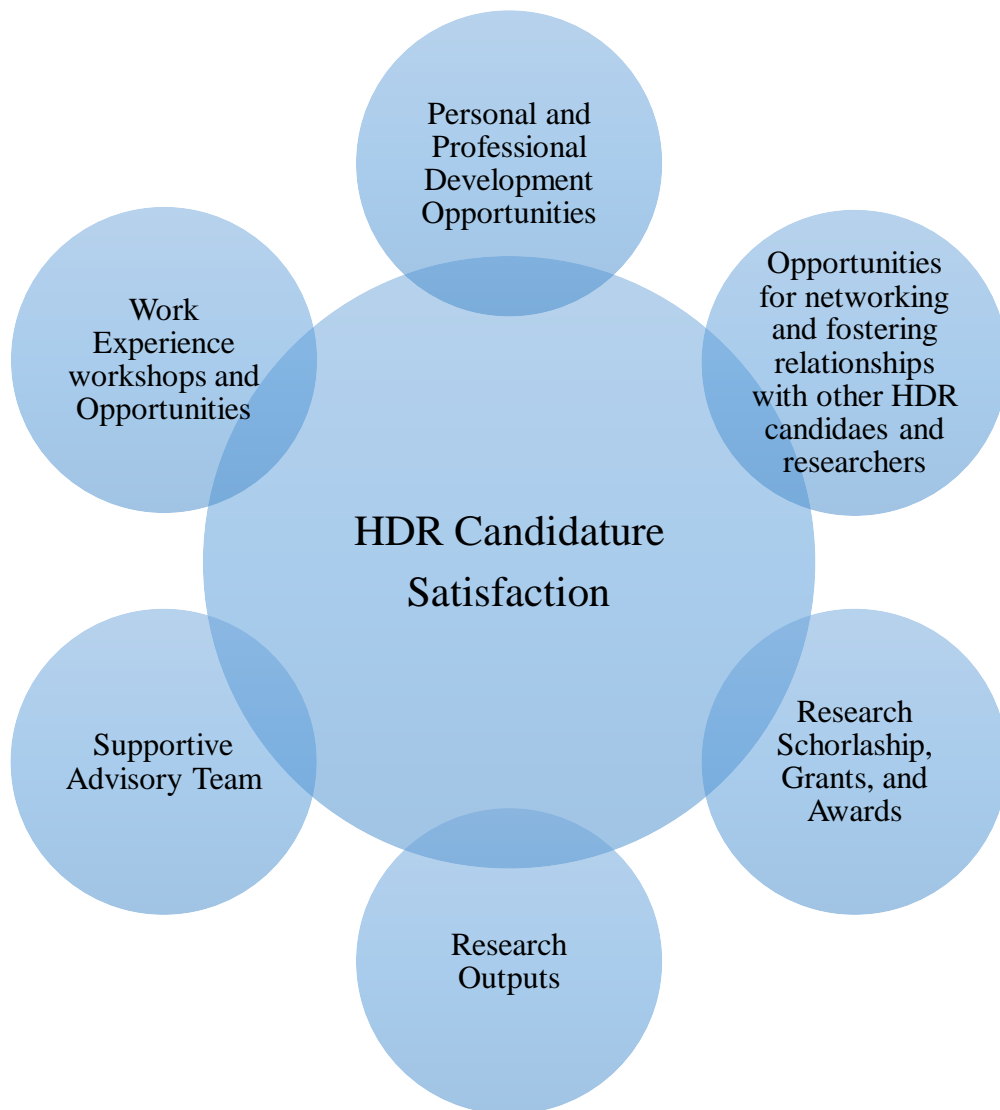 Personal and
Professional
Development
Opportunities
Opportunities
for networking
and fostering
relationships
with other HDR
candidaes and
researchers
Work
Experience
workshops and
Opportunities
HDR Candidature
Satisfaction
Research
Schorlaship,
Grants, and
Awards
Supportive
Advisory Team
Research
Outputs